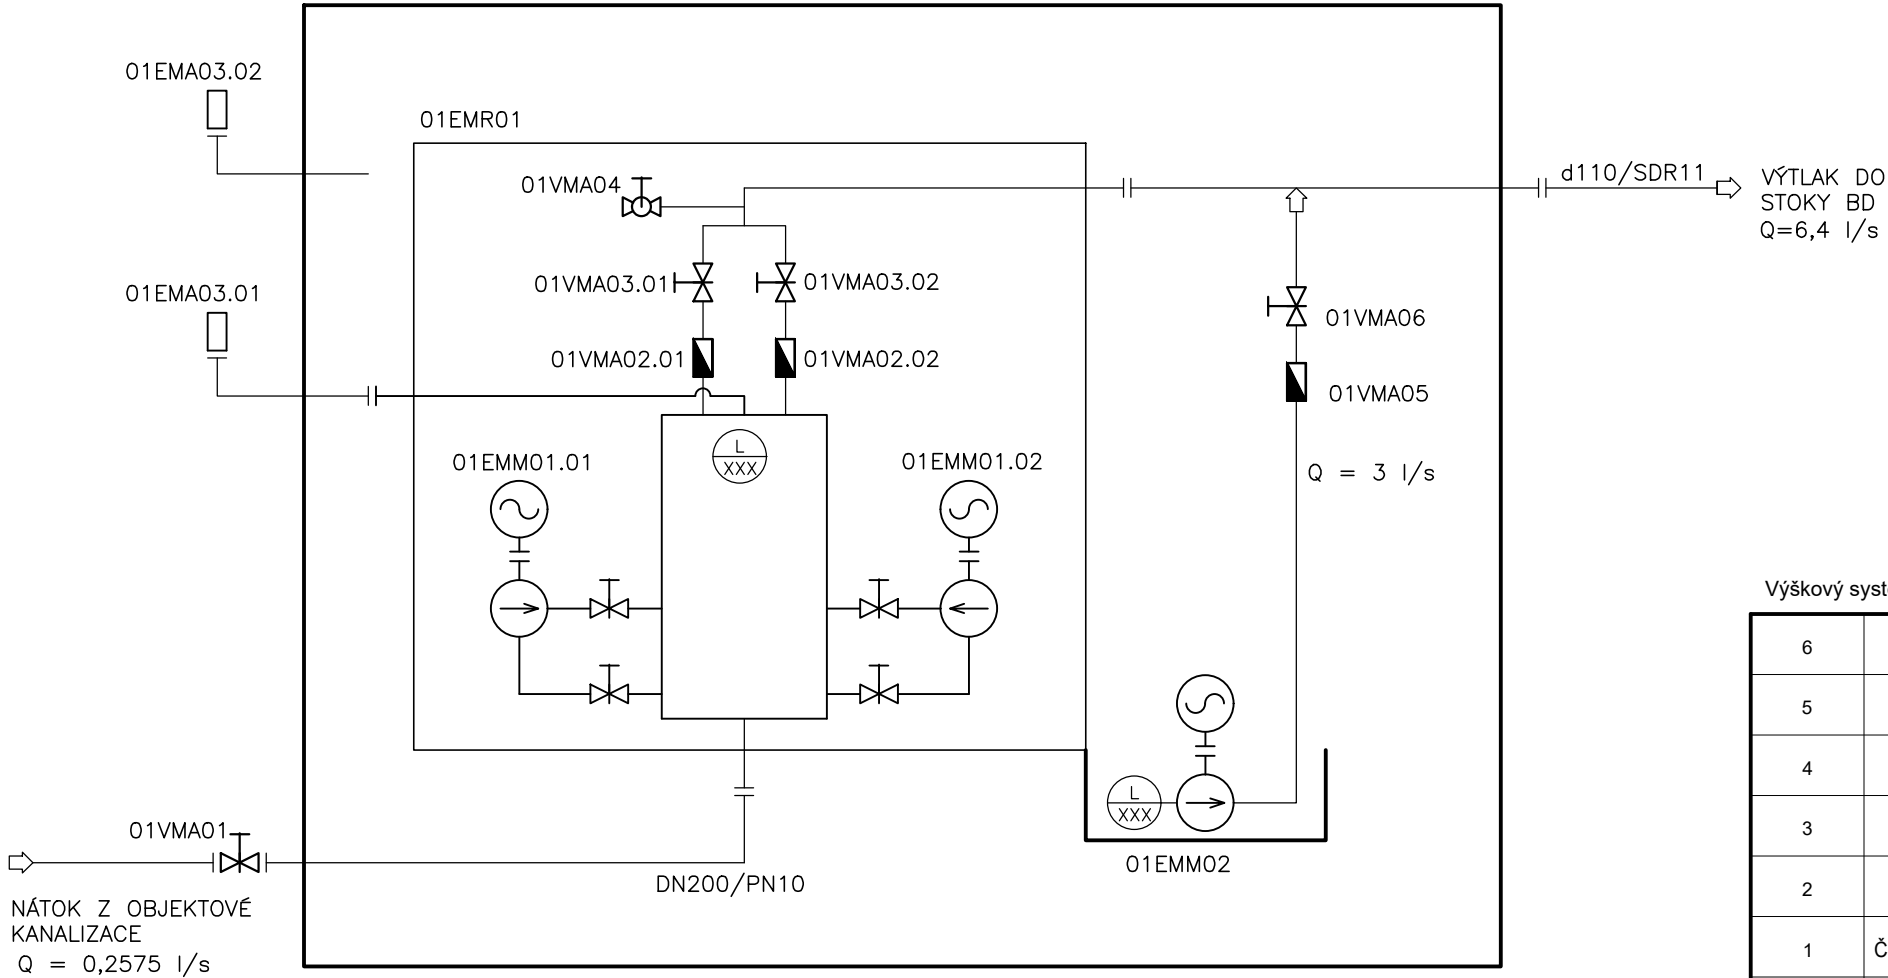 01EMA03.02
01EMR01
01VMA04
d110/SDR11
VÝTLAK DO
STOKY BD
Q=6,4 l/s
01EMA03.01
01VMA03.01
01VMA03.02
01VMA06
01VMA02.01
01VMA02.02
01VMA05
L
XXX
01EMM01.01
01EMM01.02
Q = 3 l/s
Výškový
6
5
4
3
2
1
L
XXX
01EMM02
01VMA01
DN200/PN10
NÁTOK Z OBJEKTOVÉ
KANALIZACE
Q = 0,2575 l/s